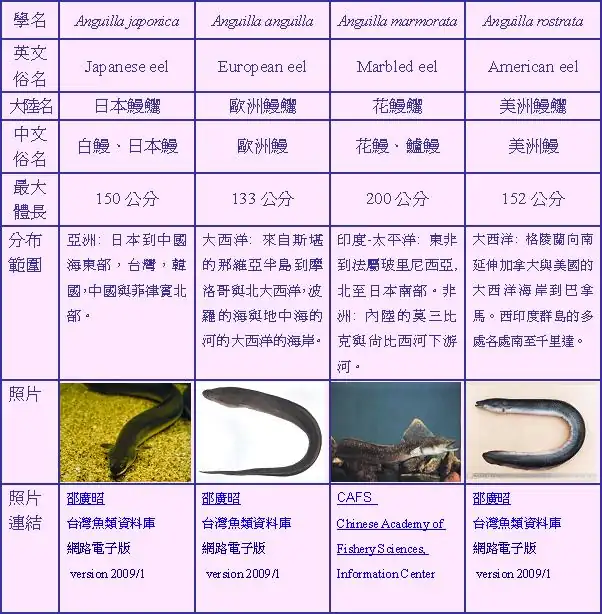 學名
Anguilla japonica
Anguilla anguilla
Anguilla marmorata
Anguilla rostrata
英文
俗名
Japanese eel
European eel
Marbled eel
American eel
大陸名
日本鰻鱺
歐洲鰻鱺
花鰻鱺
美洲鰻鱺
中文
俗名
白鰻、日本鰻
歐洲鰻
花鰻、鱸鰻
美洲鰻
最大
體長
150 公分
133 公分
200 公分
152 公分
分布
範圍
亞洲: 日本到中國
海東部，台灣，韓
國，中國與菲律賓北
部。
大西洋: 來自斯堪
的那維亞半島到摩
洛哥與北大西洋，波
羅的海與地中海的
河的大西洋的海岸。
印度-太平洋: 東非
到法屬玻里尼西亞,
北至日本南部。非
洲: 內陸的莫三比
克與尚比西河下游
河。
大西洋: 格陵蘭向南
延伸加拿大與美國的
大西洋海岸到巴拿
馬。西印度群島的多
處各處南至千里達。
照片
照片
連結
邵廣昭
台灣魚類資料庫
網路電子版
version 2009/1
邵廣昭
台灣魚類資料庫
網路電子版
version 2009/1
CAFS
Chinese Academy of
Fishery Sciences,
Information Center
邵廣昭
台灣魚類資料庫
網路電子版
version 2009/1